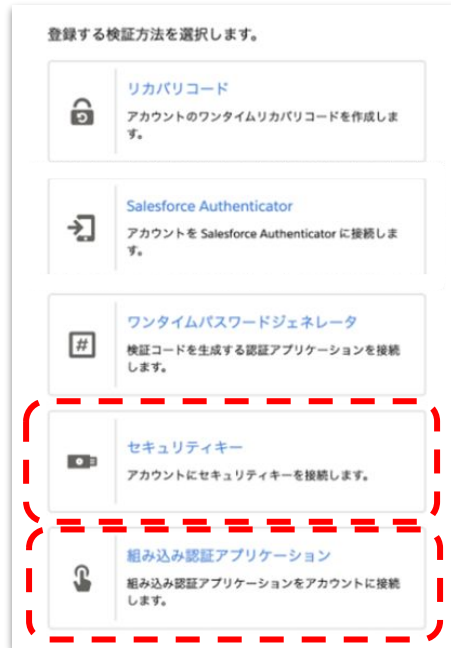 登録する検証方法を選択します。
リカバリコード
アカウントのワンタイムリカバリコードを作成しま
す。
Salesforce Authenticator
アカウントを Salesforce Authenticator に接続しま
す。
ワンタイムパスワードジェネレータ
検証コードを生成する認証アプリケーションを接続
します。
セキュリティキー
アカウントにセキュリティキーを接続します。
組み込み認証アプリケーション
組み込み認証アプリケーションをアカウントに接続
します。